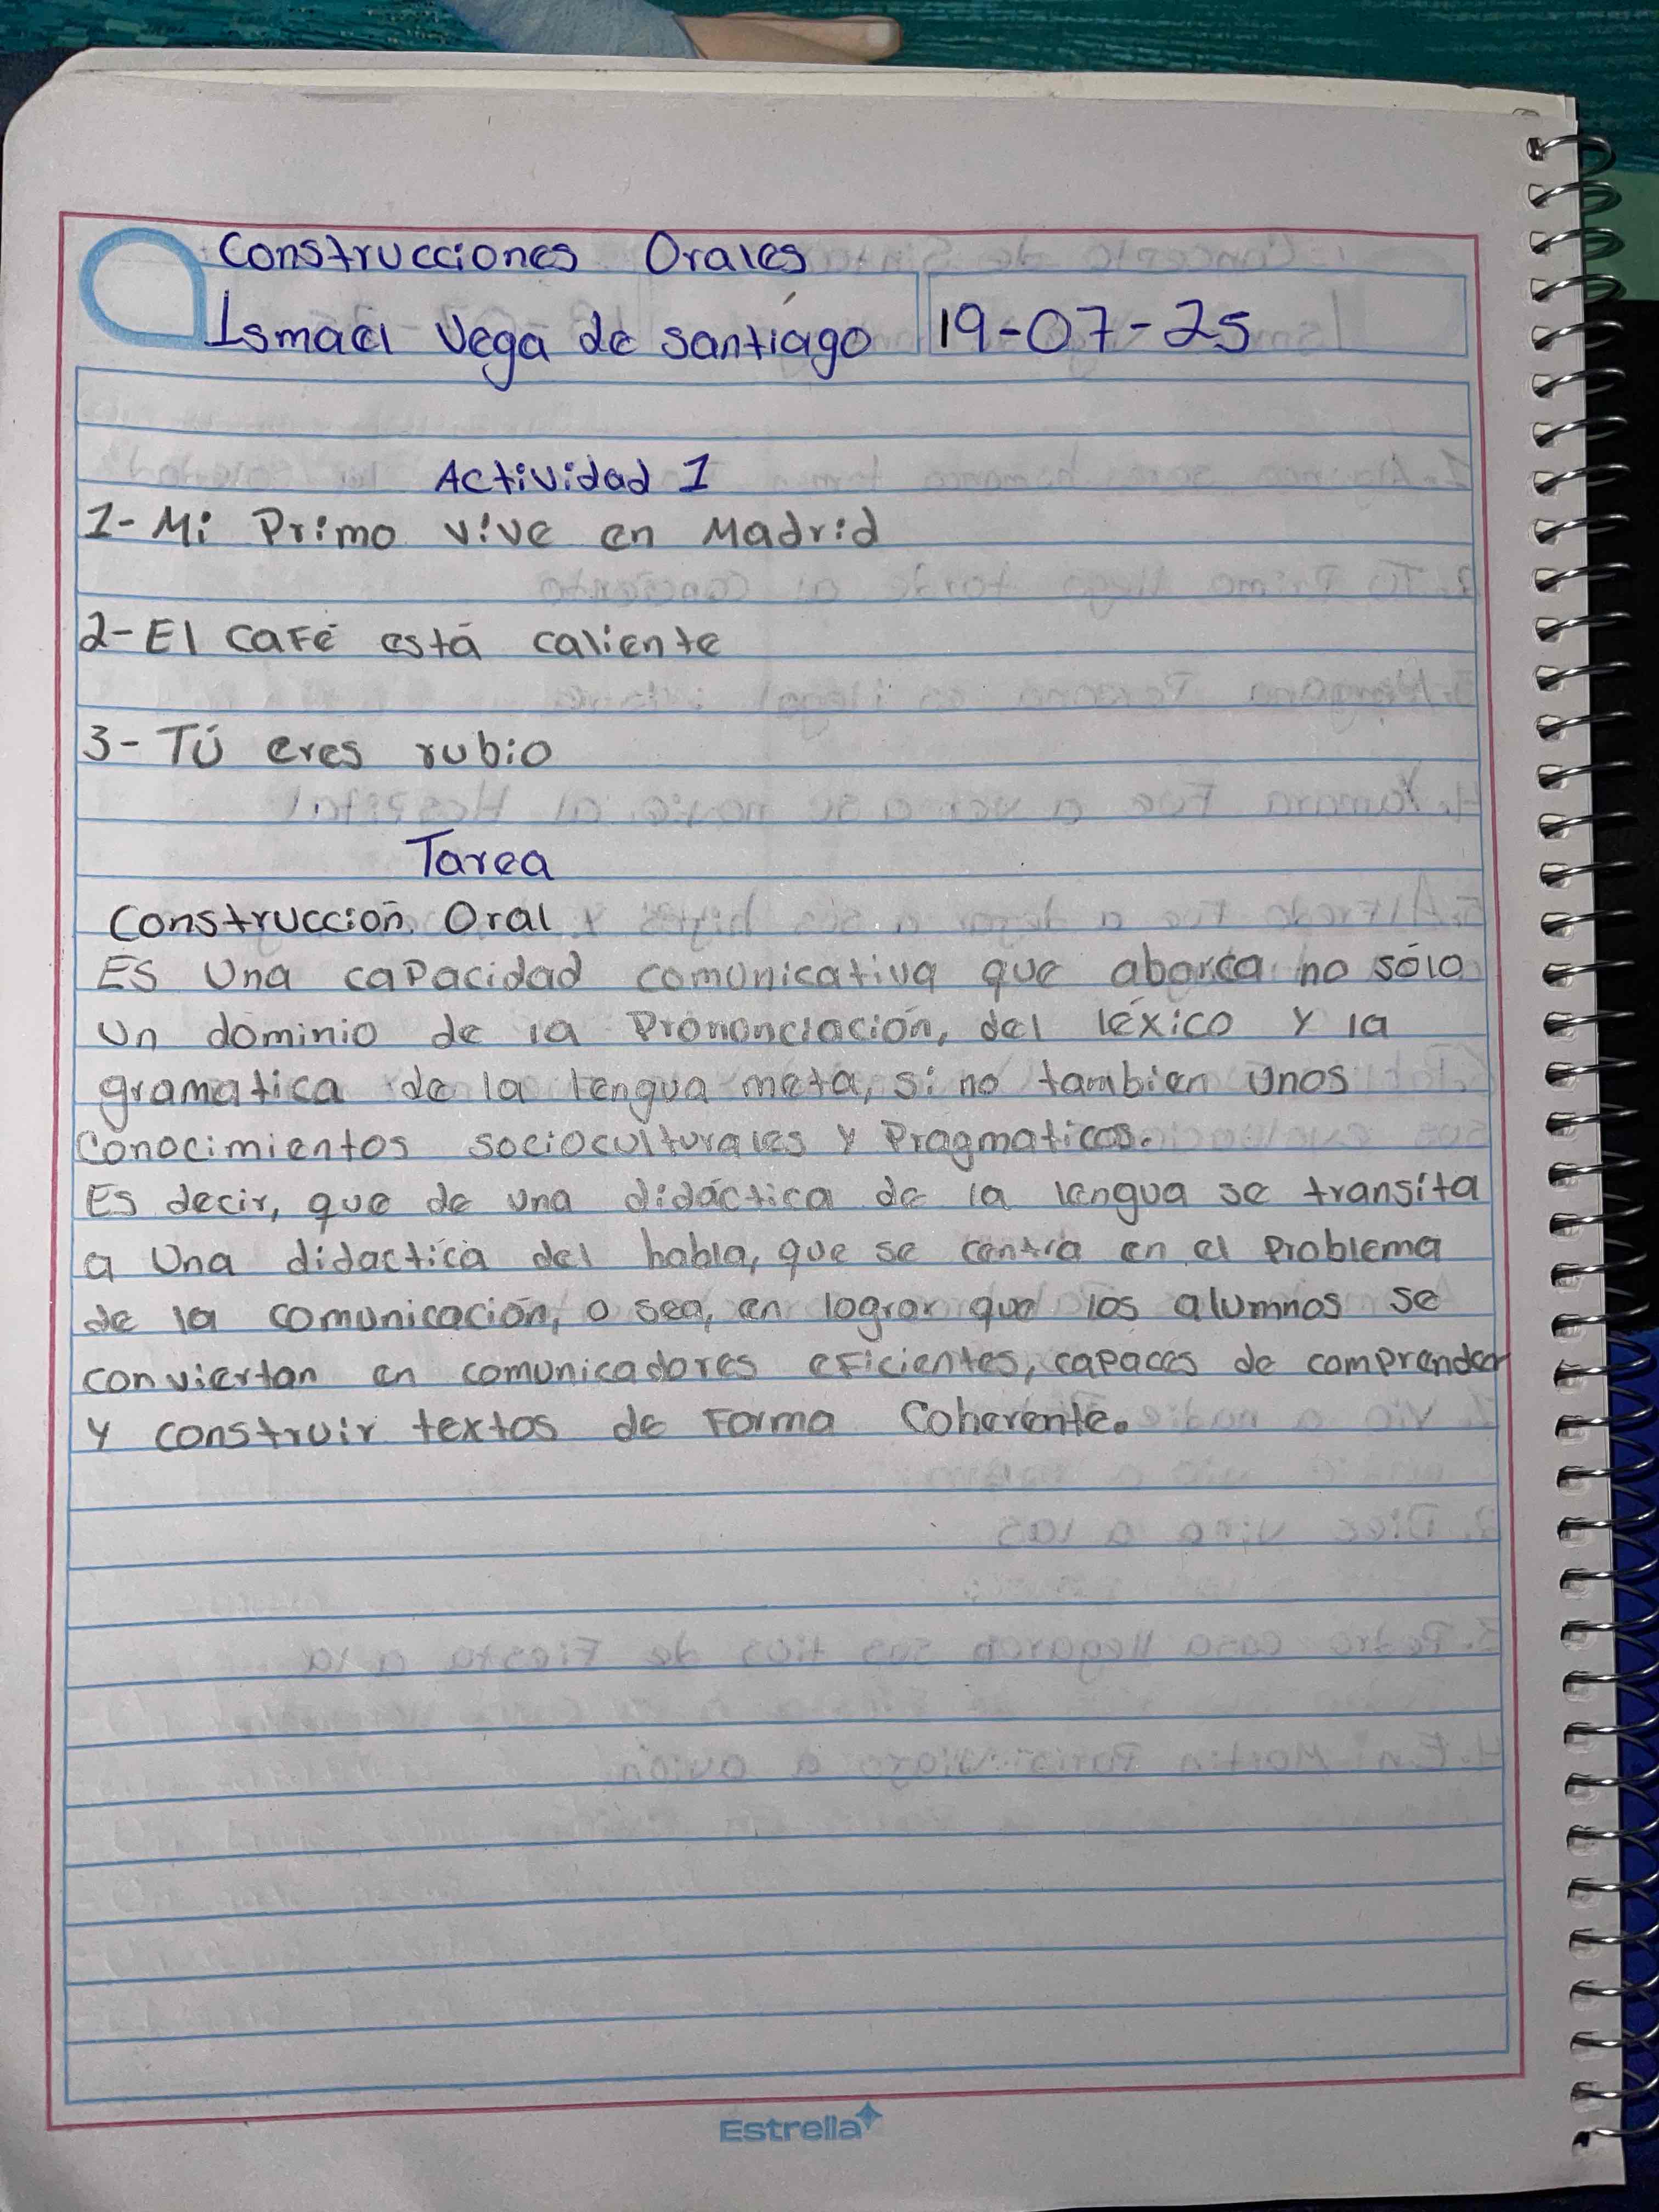 Construcciones Orales
Ismael Vega de santiago 19-07-25
Actividad 1
1- Mi Primo vive en Madrid
2- El café está caliente
3- Tú eres rubio
Tarea
Construcción Oral
Es Una capacidad comunicativa que aborca no sólo
un dominio de la Prononciación, del léxico y la
gramatica de la lengua meta, si no tambien unos
conocimientos socioculturales y Pragmaticos.
Es decir, que de una didáctica de la lengua se transita
a Una didactica del habla, que se centra en el Problema
de la comunicación, o sea, en lograr que los alumnos se
conviertan en comunicadores eficientes, capaces de comprender
y construir textos de Forma Coherente.
Estrella